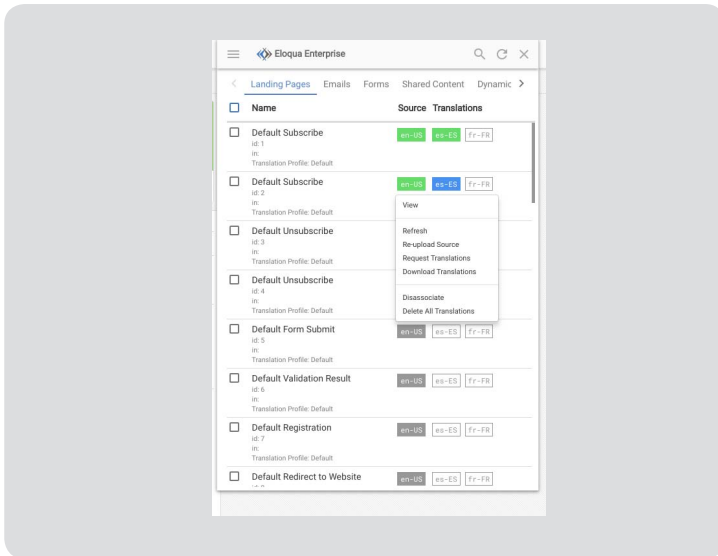 Eloqua Enterprise
Landing Pages Emails Forms Shared Content Dynamic
Name Source Translations
Default Subscribe en-US es-ES fr-FR
id: 1
in:
Translation Profile: Default
Default Subscribe en-US es-ES fr-FR
id: 2
in:
Translation Profile: Default
View
Refresh
Re-upload Source
Request Translations
Download Translations
Disassociate
Delete All Translations
Default Unsubscribe
id: 3
in:
Translation Profile: Default
Default Unsubscribe
id: 4
in:
Translation Profile: Default
Default Form Submit en-US es-ES fr-FR
id: 5
in:
Translation Profile: Default
Default Validation Result en-US es-ES fr-FR
id: 6
in:
Translation Profile: Default
Default Registration en-US es-ES fr-FR
id: 7
in:
Translation Profile: Default
Default Redirect to Website en-US es-ES fr-FR